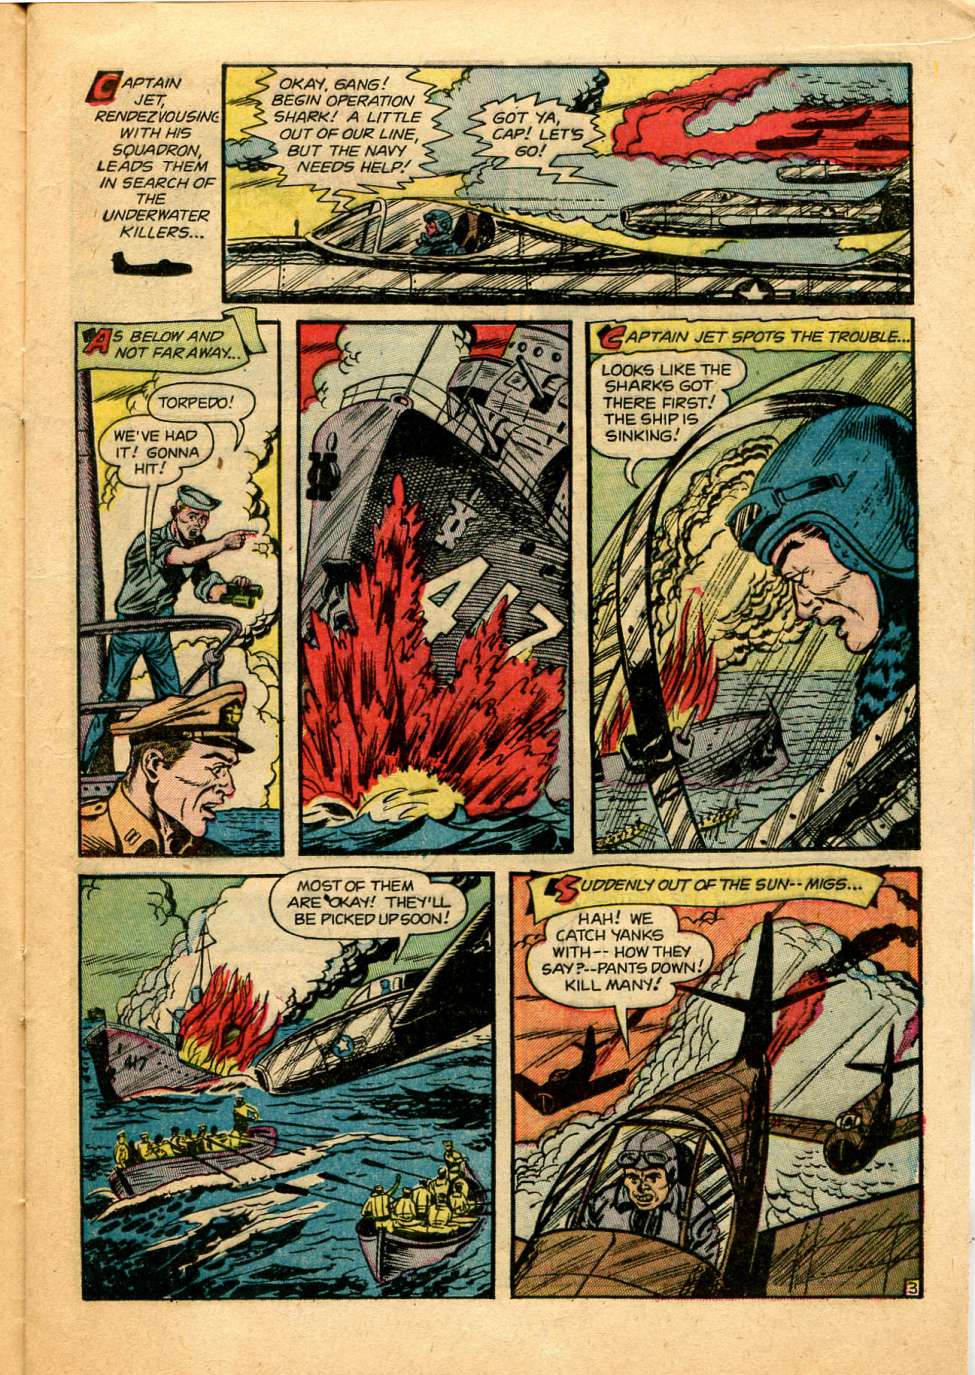 CAPTAIN
JET,
RENDEZVOUSING
WITH HIS
SQUADRON,
LEADS THEM
IN SEARCH OF
THE
UNDERWATER
KILLERS...
OKAY, GANG!
BEGIN OPERATION
SHARK! A LITTLE
OUT OF OUR LINE,
BUT THE NAVY
NEEDS HELP!
GOT YA,
CAP! LET'S
GO!
AS BELOW AND
NOT FAR AWAY...
TORPEDO!
WE'VE HAD
IT! GONNA
HIT!
417
CAPTAIN JET SPOTS THE TROUBLE...
LOOKS LIKE THE
SHARKS GOT
THERE FIRST!
THE SHIP IS
SINKING!
MOST OF THEM
ARE OKAY! THEY'LL
BE PICKED UP SOON!
417
SUDDENLY OUT OF THE SUN-- MIGS...
HAH! WE
CATCH YANKS
WITH-- HOW THEY
SAY?--PANTS DOWN!
KILL MANY!
3